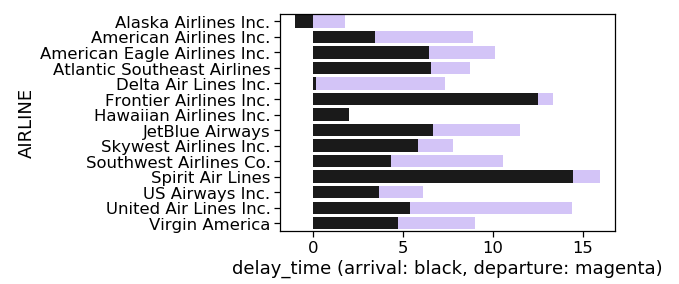 Alaska Airlines Inc.
American Airlines Inc.
American Eagle Airlines Inc.
Atlantic Southeast Airlines
Delta Air Lines Inc.
Frontier Airlines Inc.
Hawaiian Airlines Inc.
JetBlue Airways
Skywest Airlines Inc.
Southwest Airlines Co.
Spirit Air Lines
US Airways Inc.
United Air Lines Inc.
Virgin America
AIRLINE
0 5 10 15
delay_time (arrival: black, departure: magenta)